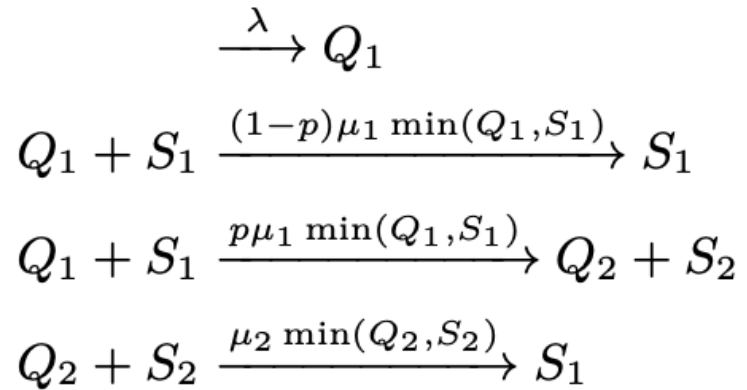 $\xrightarrow{\lambda} Q_1$
$Q_1 + S_1 \xrightarrow{(1-p)\mu_1 \min(Q_1,S_1)} S_1$
$Q_1 + S_1 \xrightarrow{p\mu_1 \min(Q_1,S_1)} Q_2 + S_2$
$Q_2 + S_2 \xrightarrow{\mu_2 \min(Q_2,S_2)} S_1$